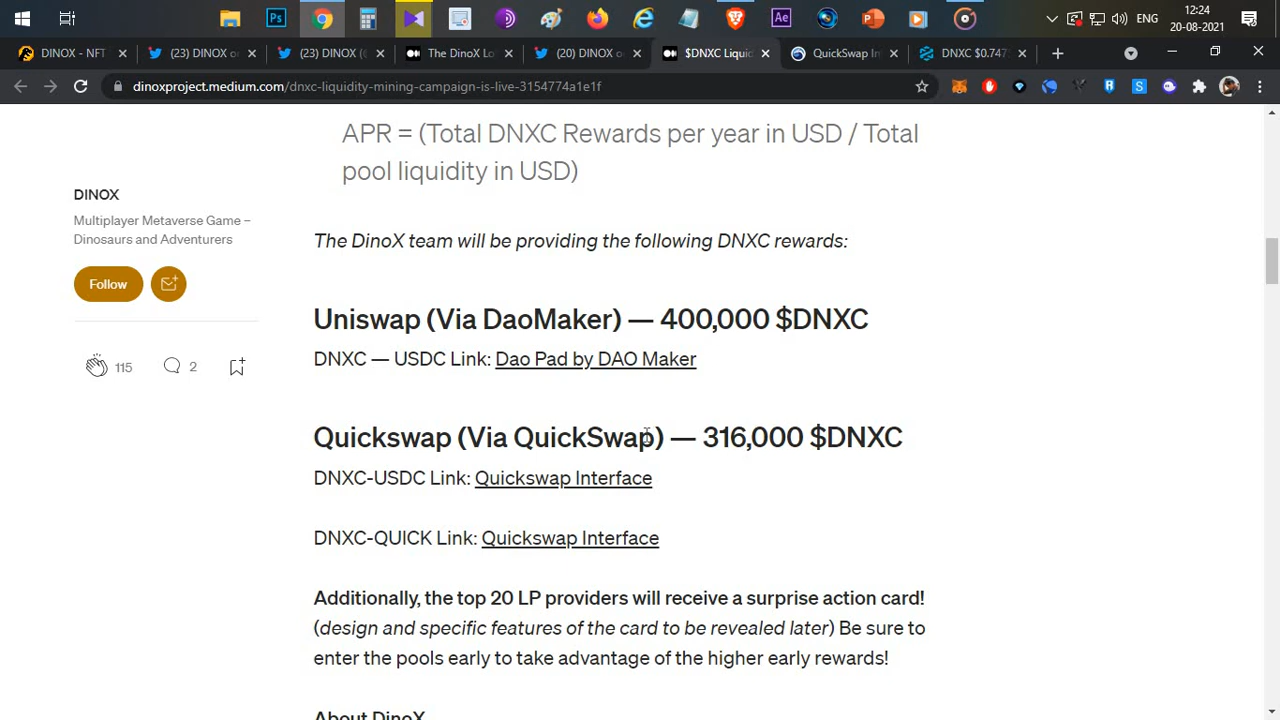 ENG
12:24
20-08-2021
DINOX - NFT
(23) DINOX o
(23) DINOX (
The DinoX Lo
(20) DINOX o
$DNXC Liquid
QuickSwap In
DNXC $0.747
dinoxproject.medium.com/dnxc-liquidity-mining-campaign-is-live-3154774a1e1f
APR = (Total DNXC Rewards per year in USD / Total
pool liquidity in USD)
DINOX
Multiplayer Metaverse Game –
Dinosaurs and Adventurers
Follow
115
2
The DinoX team will be providing the following DNXC rewards:
Uniswap (Via DaoMaker) — 400,000 $DNXC
DNXC — USDC Link: Dao Pad by DAO Maker
Quickswap (Via QuickSwap) — 316,000 $DNXC
DNXC-USDC Link: Quickswap Interface
DNXC-QUICK Link: Quickswap Interface
Additionally, the top 20 LP providers will receive a surprise action card!
(design and specific features of the card to be revealed later) Be sure to
enter the pools early to take advantage of the higher early rewards!
About DinoX